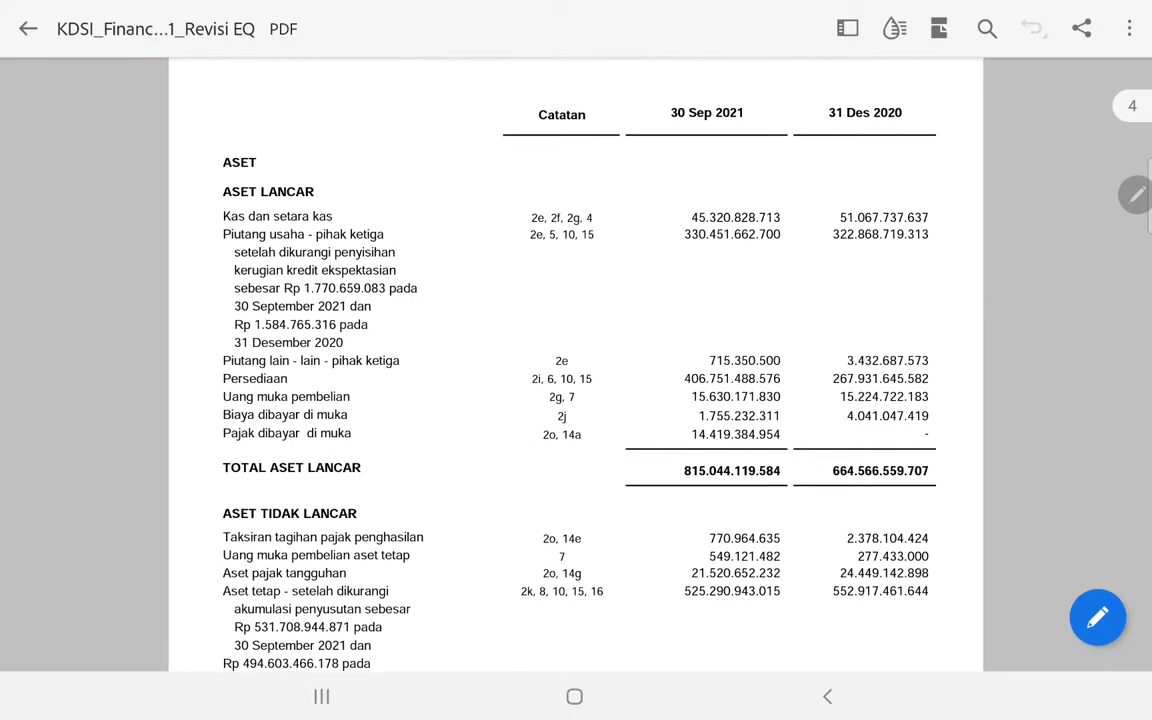 KDSI_Financ...1_Revisi EQ PDF
4
Catatan 30 Sep 2021 31 Des 2020
ASET
ASET LANCAR
Kas dan setara kas 2e, 2f, 2g, 4 45.320.828.713 51.067.737.637
Piutang usaha - pihak ketiga 2e, 5, 10, 15 330.451.662.700 322.868.719.313
setelah dikurangi penyisihan
kerugian kredit ekspektasian
sebesar Rp 1.770.659.083 pada
30 September 2021 dan
Rp 1.584.765.316 pada
31 Desember 2020
Piutang lain - lain - pihak ketiga 2e 715.350.500 3.432.687.573
Persediaan 2i, 6, 10, 15 406.751.488.576 267.931.645.582
Uang muka pembelian 2g, 7 15.630.171.830 15.224.722.183
Biaya dibayar di muka 2j 1.755.232.311 4.041.047.419
Pajak dibayar di muka 2o, 14a 14.419.384.954 -
TOTAL ASET LANCAR 815.044.119.584 664.566.559.707
ASET TIDAK LANCAR
Taksiran tagihan pajak penghasilan 2o, 14e 770.964.635 2.378.104.424
Uang muka pembelian aset tetap 7 549.121.482 277.433.000
Aset pajak tangguhan 2o, 14g 21.520.652.232 24.449.142.898
Aset tetap - setelah dikurangi 2k, 8, 10, 15, 16 525.290.943.015 552.917.461.644
akumulasi penyusutan sebesar
Rp 531.708.944.871 pada
30 September 2021 dan
Rp 494.603.466.178 pada